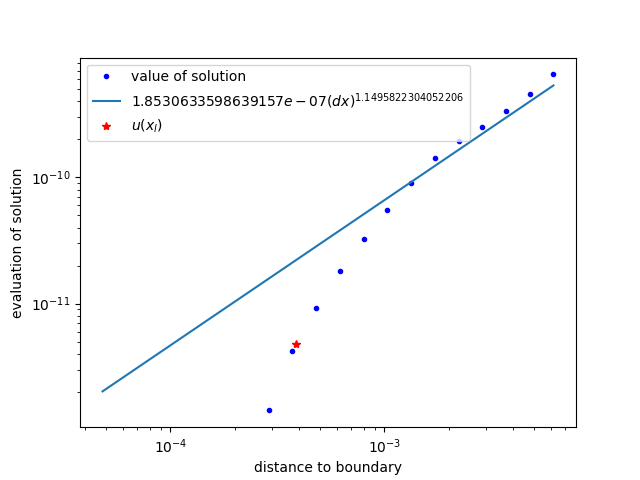 value of solution
1.8530633598639157e − 07(dx)^1.1495822304052206
u(x_l)
evaluation of solution
10^−10
10^−11
10^−4
10^−3
distance to boundary